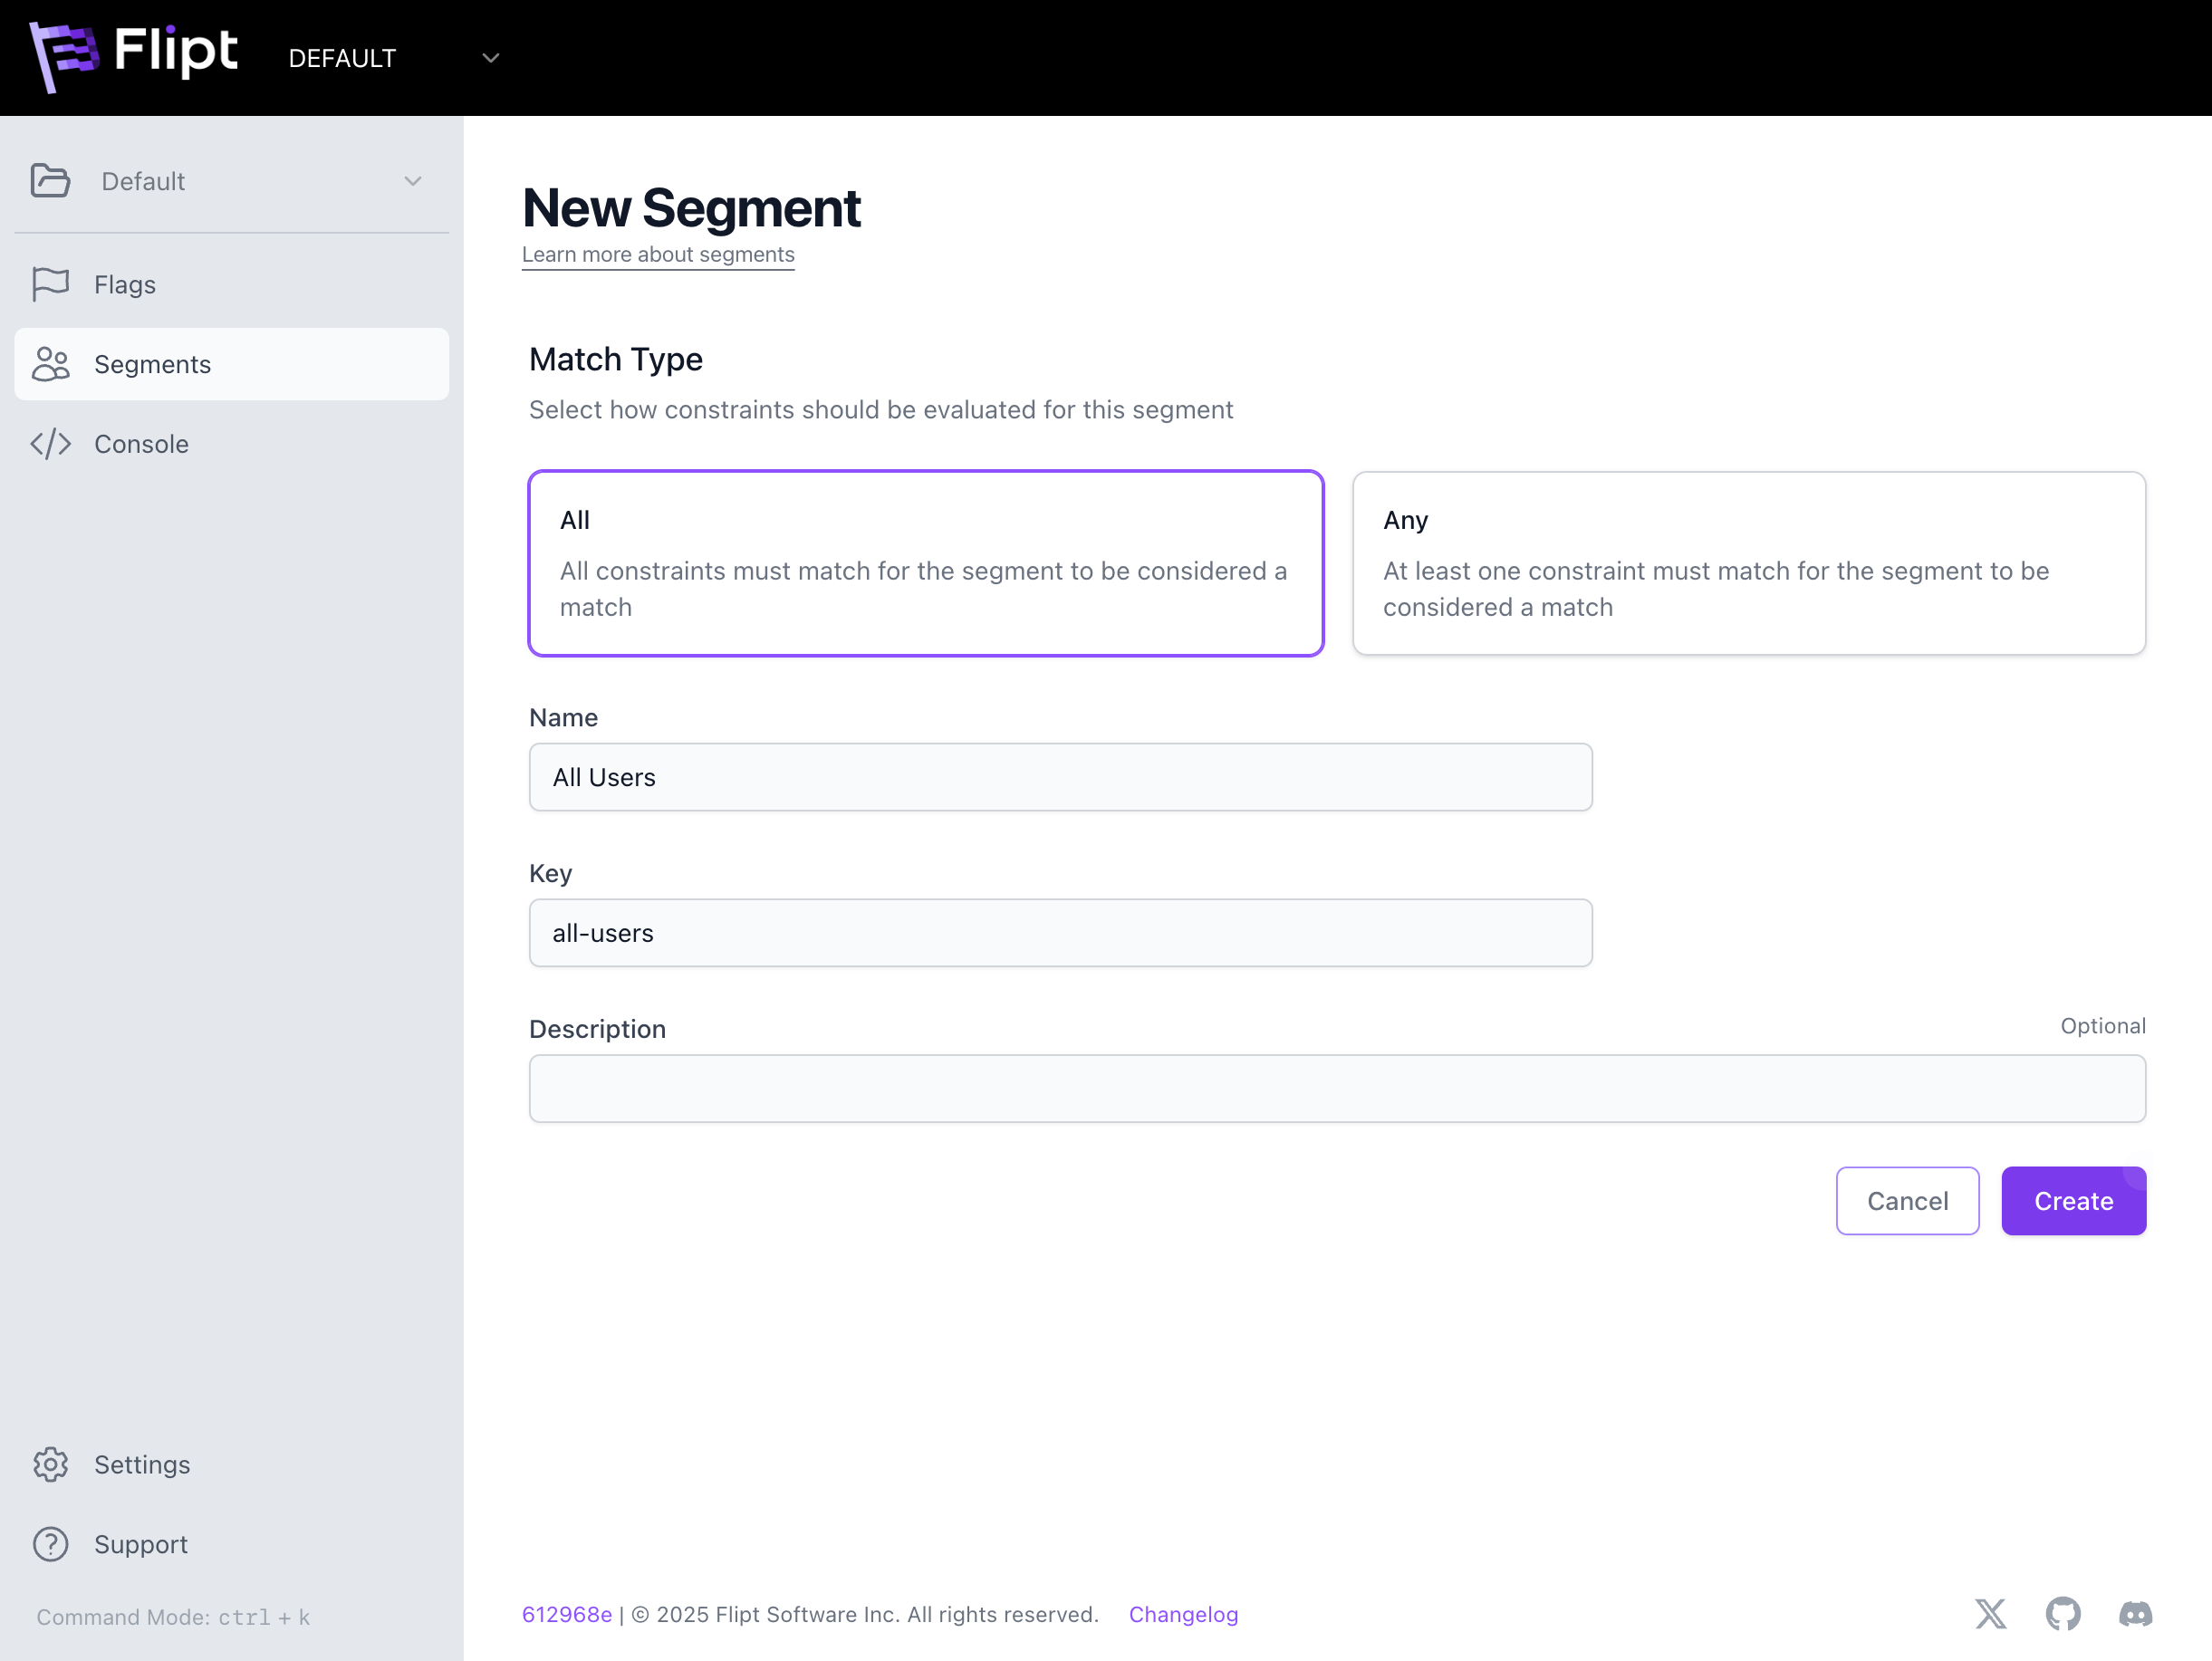 Flipt
DEFAULT
Default
Flags
Segments
Console
New Segment
Learn more about segments
Match Type
Select how constraints should be evaluated for this segment
All
All constraints must match for the segment to be considered a
match
Any
At least one constraint must match for the segment to be
considered a match
Name
All Users
Key
all-users
Description
Optional
Cancel
Create
Settings
Support
Command Mode: ctrl + k
612968e | © 2025 Flipt Software Inc. All rights reserved. Changelog